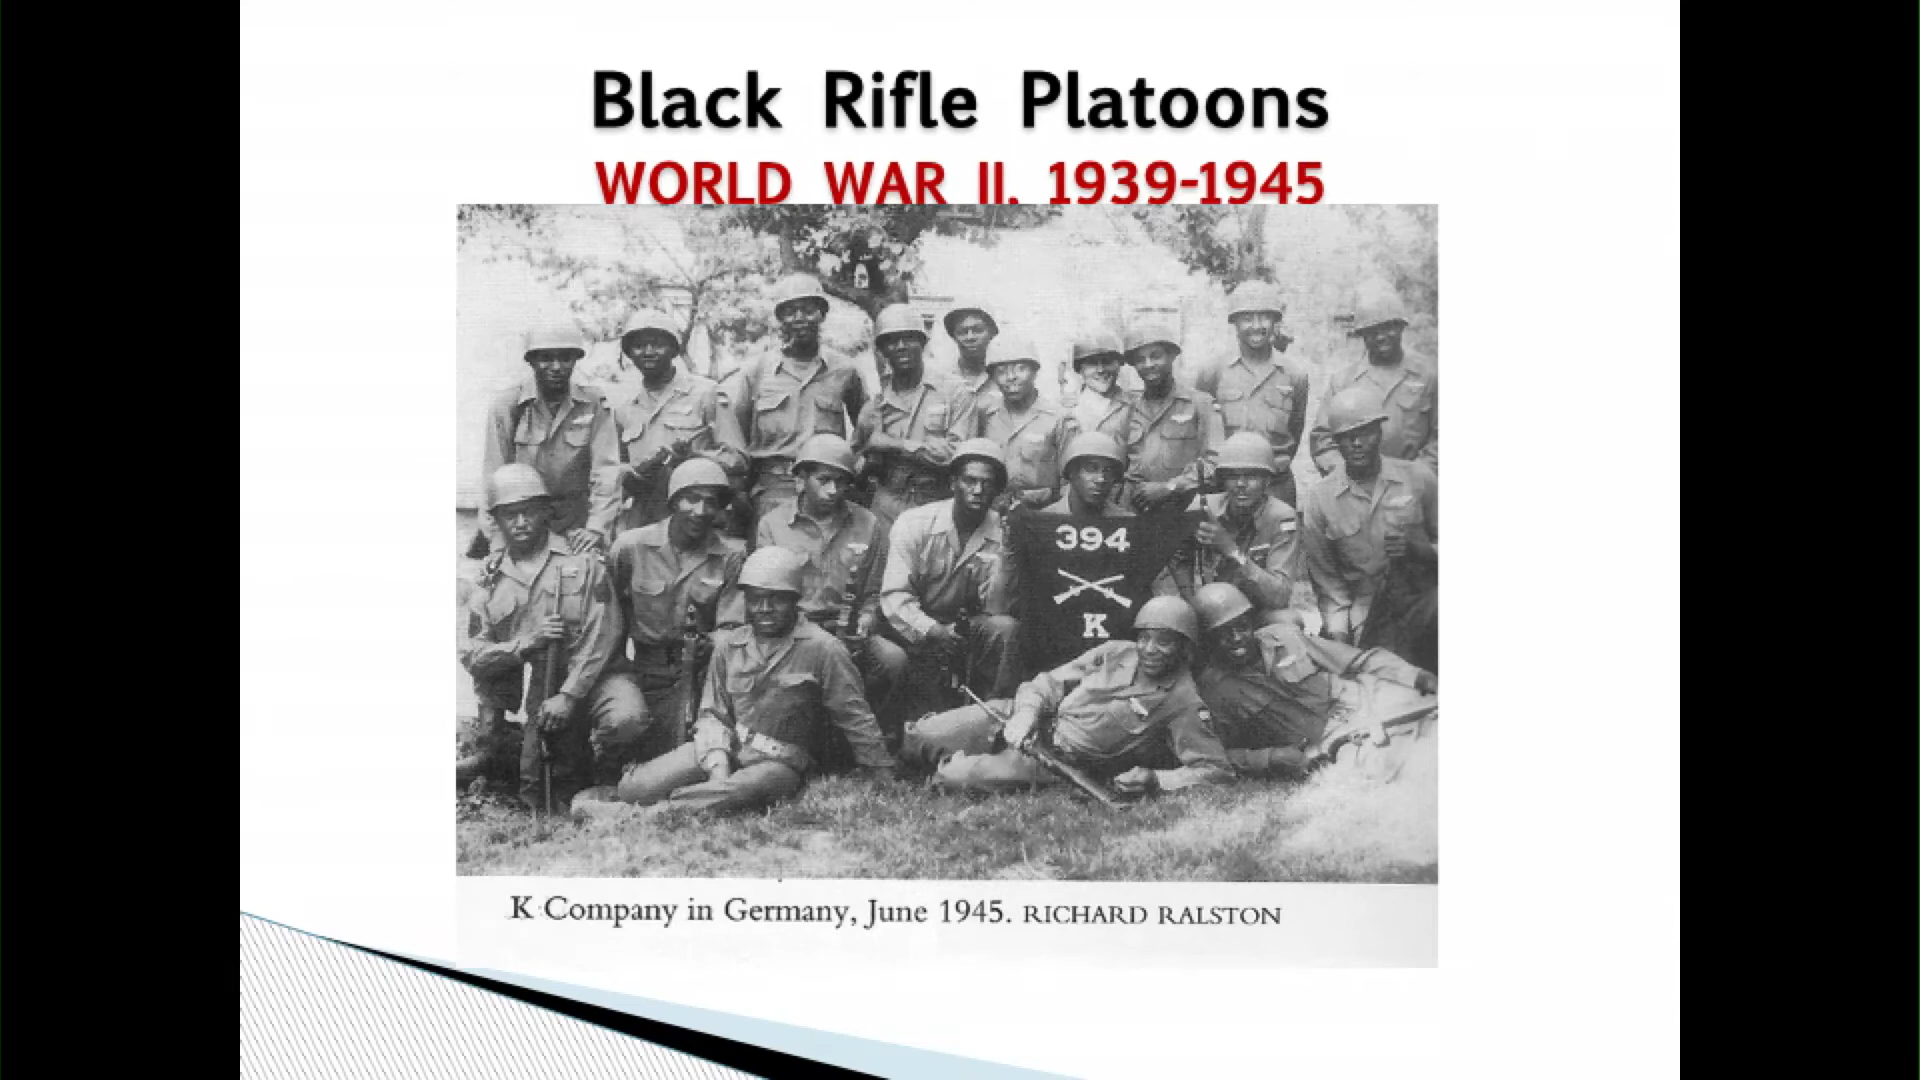 Black Rifle Platoons
WORLD WAR II, 1939-1945
394
K
K Company in Germany, June 1945. RICHARD RALSTON